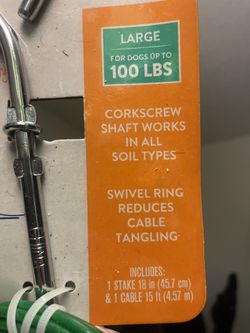 LARGE
FOR DOGS UP TO
100 LBS
CORKSCREW
SHAFT WORKS
IN ALL
SOIL TYPES
SWIVEL RING
REDUCES
CABLE
TANGLING
INCLUDES:
1 STAKE 18 in (45.7 cm)
& 1 CABLE 15 ft (4.57 m)